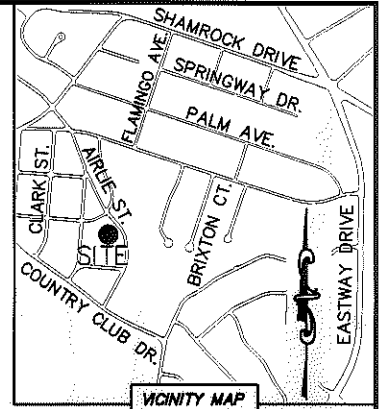 SHAMROCK DRIVE
SPRINGWAY DR.
FLAMINGO AVE.
PALM AVE.
CLARK ST.
AIRLIE ST.
SITE
BRIXTON CT.
EASTWAY DRIVE
COUNTRY CLUB DR.
VICINITY MAP